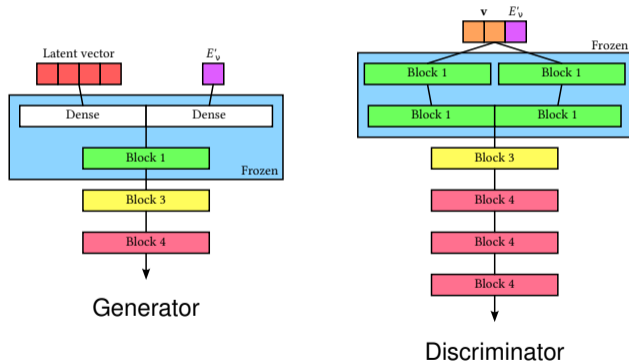 Latent vector
E'ᵥ
Dense
Dense
Block 1
Frozen
Block 3
Block 4
Generator
v
E'ᵥ
Frozen
Block 1
Block 1
Block 1
Block 1
Block 3
Block 4
Block 4
Block 4
Discriminator